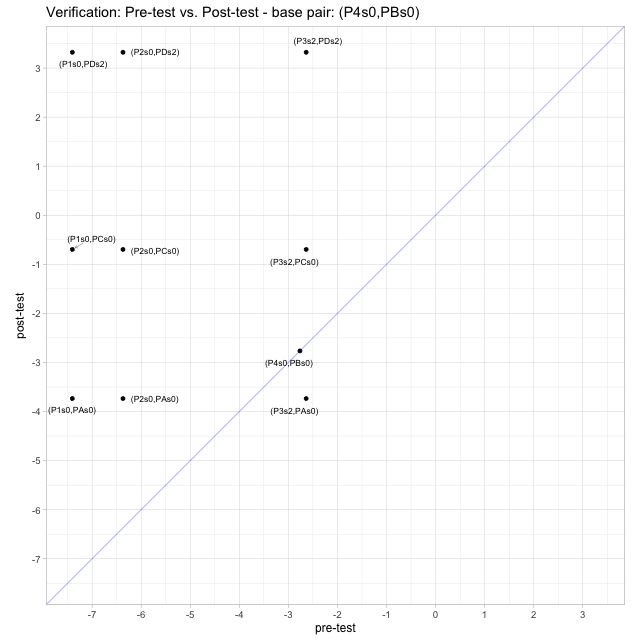 Verification: Pre-test vs. Post-test - base pair: (P4s0,PBs0)
(P3s2,PDs2)
(P2s0,PDs2)
(P1s0,PDs2)
(P1s0,PCs0)
(P2s0,PCs0)
(P3s2,PCs0)
(P4s0,PBs0)
(P2s0,PAs0)
(P1s0,PAs0)
(P3s2,PAs0)
post-test
3
2
1
0
-1
-2
-3
-4
-5
-6
-7
-7 -6 -5 -4 -3 -2 -1 0 1 2 3
pre-test